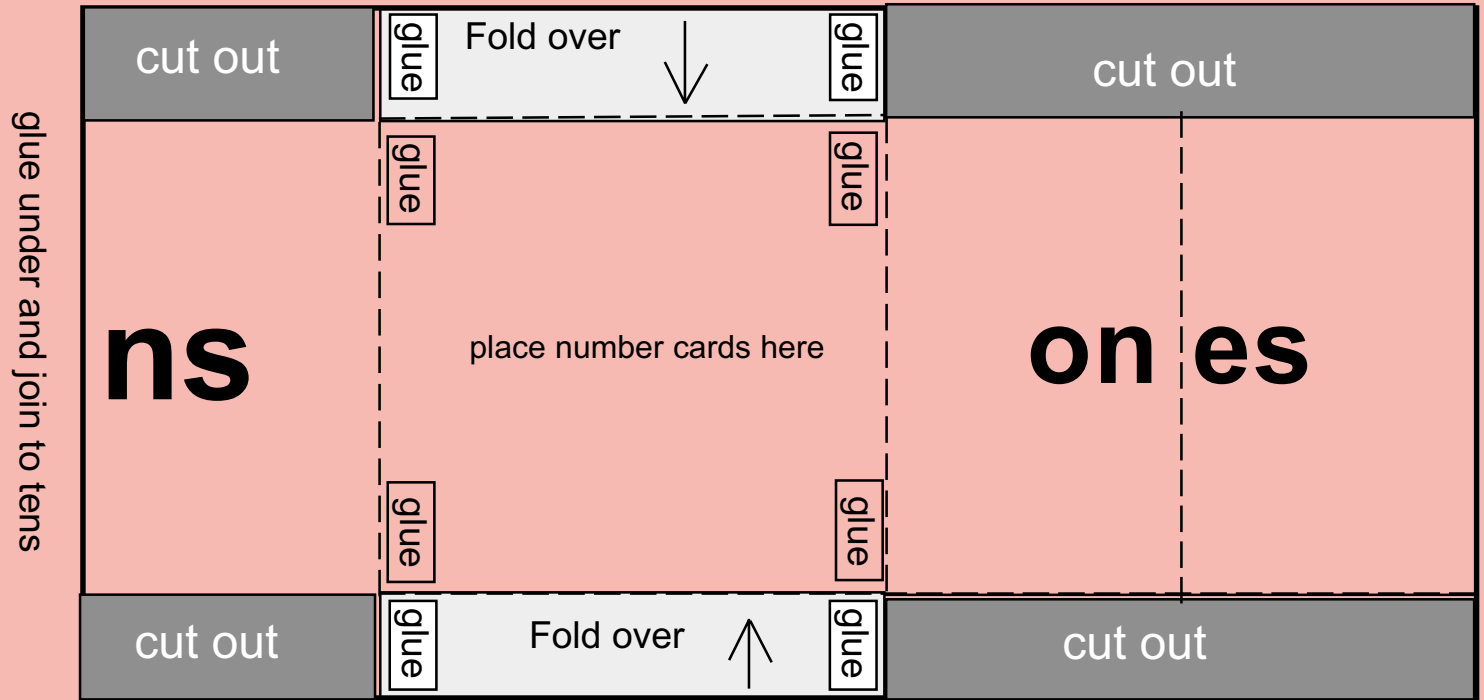 cut out
glue
Fold over
glue
cut out
glue under and join to tens
glue
glue
ns
place number cards here
on es
glue
glue
cut out
glue
Fold over
glue
cut out